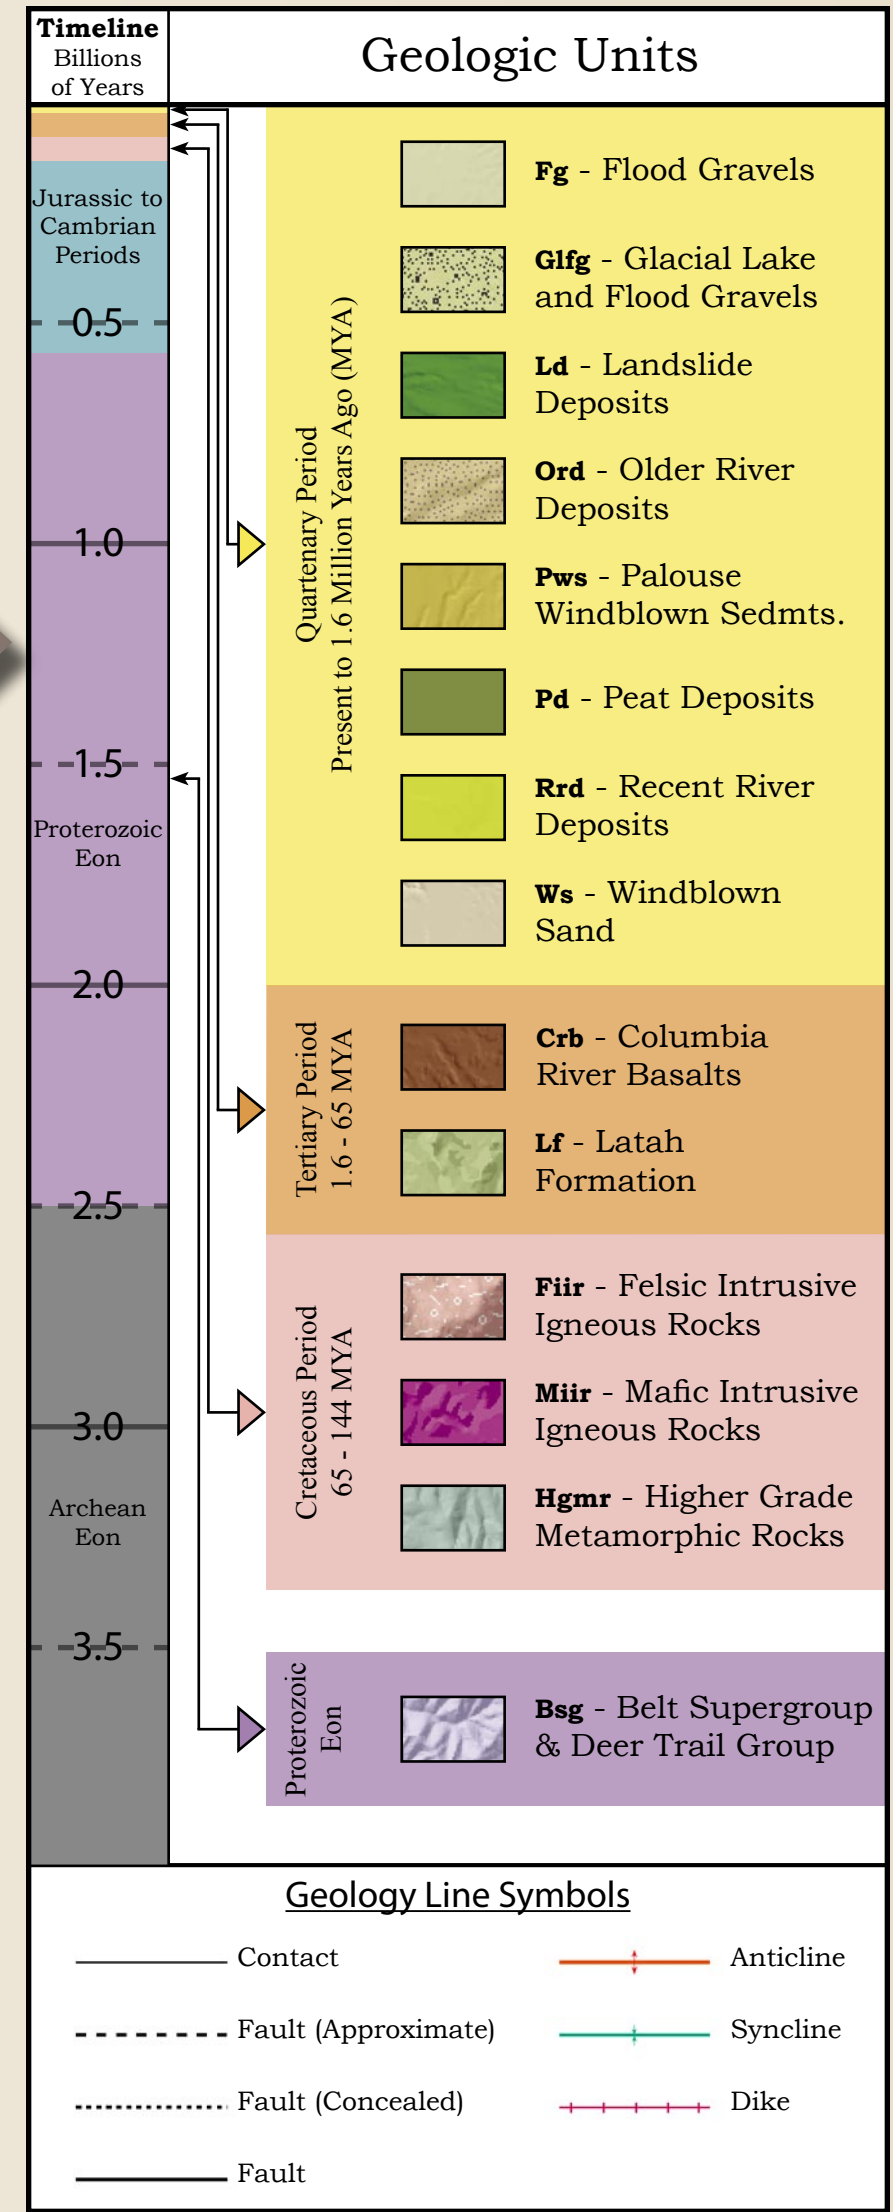 Timeline
Billions
of Years
Geologic Units
Jurassic to
Cambrian
Periods
0.5
1.0
1.5
Proterozoic
Eon
2.0
2.5
3.0
Archean
Eon
3.5
Quartenary Period
Present to 1.6 Million Years Ago (MYA)
Fg - Flood Gravels
Glfg - Glacial Lake
and Flood Gravels
Ld - Landslide
Deposits
Ord - Older River
Deposits
Pws - Palouse
Windblown Sedmts.
Pd - Peat Deposits
Rrd - Recent River
Deposits
Ws - Windblown
Sand
Tertiary Period
1.6 - 65 MYA
Crb - Columbia
River Basalts
Lf - Latah
Formation
Cretaceous Period
65 - 144 MYA
Fiir - Felsic Intrusive
Igneous Rocks
Miir - Mafic Intrusive
Igneous Rocks
Hgmr - Higher Grade
Metamorphic Rocks
Proterozoic
Eon
Bsg - Belt Supergroup
& Deer Trail Group
Geology Line Symbols
Contact
Fault (Approximate)
Fault (Concealed)
Fault
Anticline
Syncline
Dike